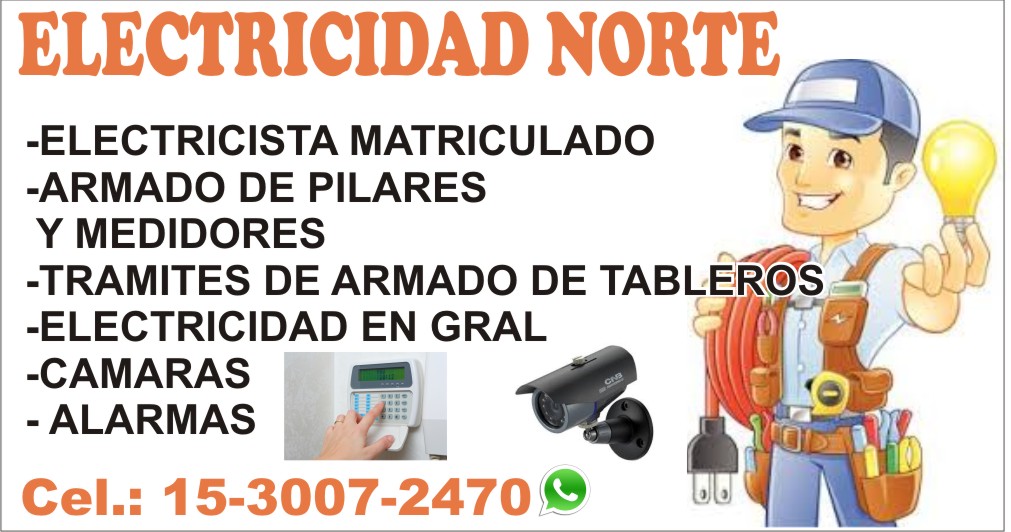 ELECTRICIDAD NORTE
-ELECTRICISTA MATRICULADO
-ARMADO DE PILARES
Y MEDIDORES
-TRAMITES DE ARMADO DE TABLEROS
-ELECTRICIDAD EN GRAL
-CAMARAS
- ALARMAS
Cel.: 15-3007-2470